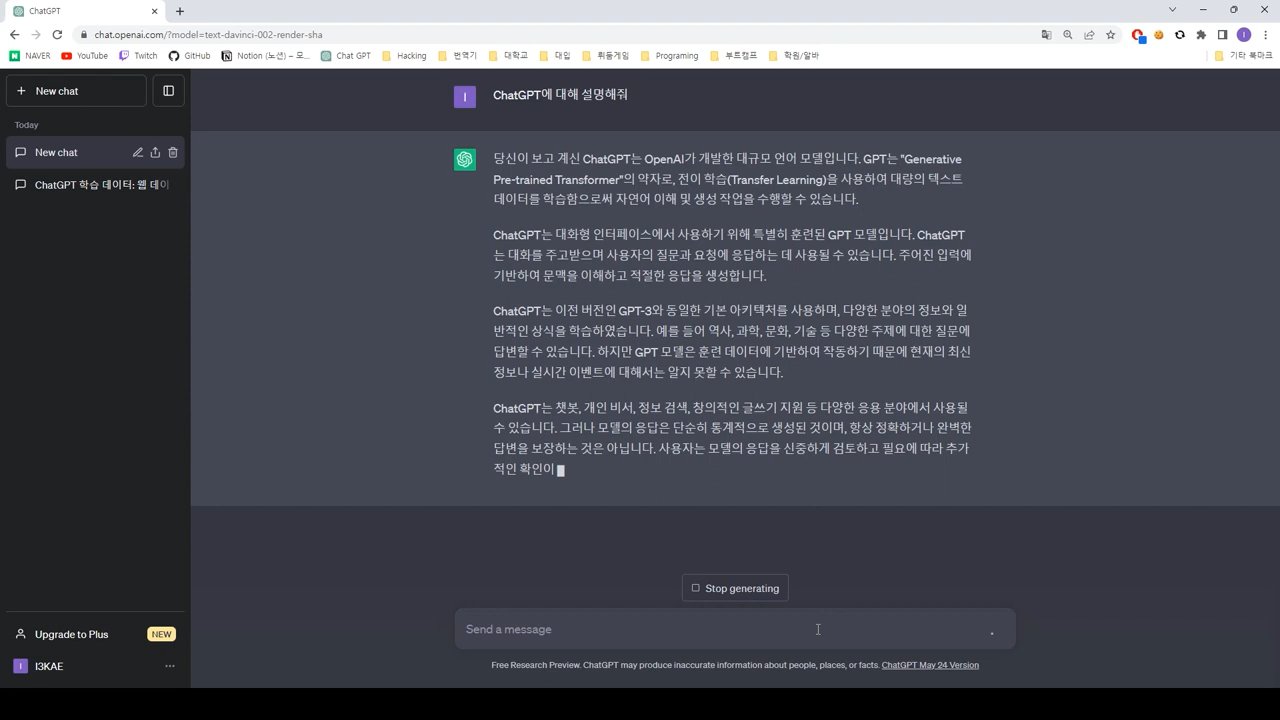 ChatGPT
chat.openai.com/?model=text-davinci-002-render-sha
NAVER YouTube Twitch GitHub Notion (노션) – 모... Chat GPT Hacking 번역기 대학교 대입 뤼둥게임 Programing 부트캠프 학원/알바 기타 북마크
New chat
Today
New chat
ChatGPT 학습 데이터: 웹 데이
Upgrade to Plus NEW
I I3KAE
I ChatGPT에 대해 설명해줘
당신이 보고 계신 ChatGPT는 OpenAI가 개발한 대규모 언어 모델입니다. GPT는 "Generative
Pre-trained Transformer"의 약자로, 전이 학습(Transfer Learning)을 사용하여 대량의 텍스트
데이터를 학습함으로써 자연어 이해 및 생성 작업을 수행할 수 있습니다.
ChatGPT는 대화형 인터페이스에서 사용하기 위해 특별히 훈련된 GPT 모델입니다. ChatGPT
는 대화를 주고받으며 사용자의 질문과 요청에 응답하는 데 사용될 수 있습니다. 주어진 입력에
기반하여 문맥을 이해하고 적절한 응답을 생성합니다.
ChatGPT는 이전 버전인 GPT-3와 동일한 기본 아키텍처를 사용하며, 다양한 분야의 정보와 일
반적인 상식을 학습하였습니다. 예를 들어 역사, 과학, 문화, 기술 등 다양한 주제에 대한 질문에
답변할 수 있습니다. 하지만 GPT 모델은 훈련 데이터에 기반하여 작동하기 때문에 현재의 최신
정보나 실시간 이벤트에 대해서는 알지 못할 수 있습니다.
ChatGPT는 챗봇, 개인 비서, 정보 검색, 창의적인 글쓰기 지원 등 다양한 응용 분야에서 사용될
수 있습니다. 그러나 모델의 응답은 단순히 통계적으로 생성된 것이며, 항상 정확하거나 완벽한
답변을 보장하는 것은 아닙니다. 사용자는 모델의 응답을 신중하게 검토하고 필요에 따라 추가
적인 확인이
Stop generating
Send a message
Free Research Preview. ChatGPT may produce inaccurate information about people, places, or facts. ChatGPT May 24 Version